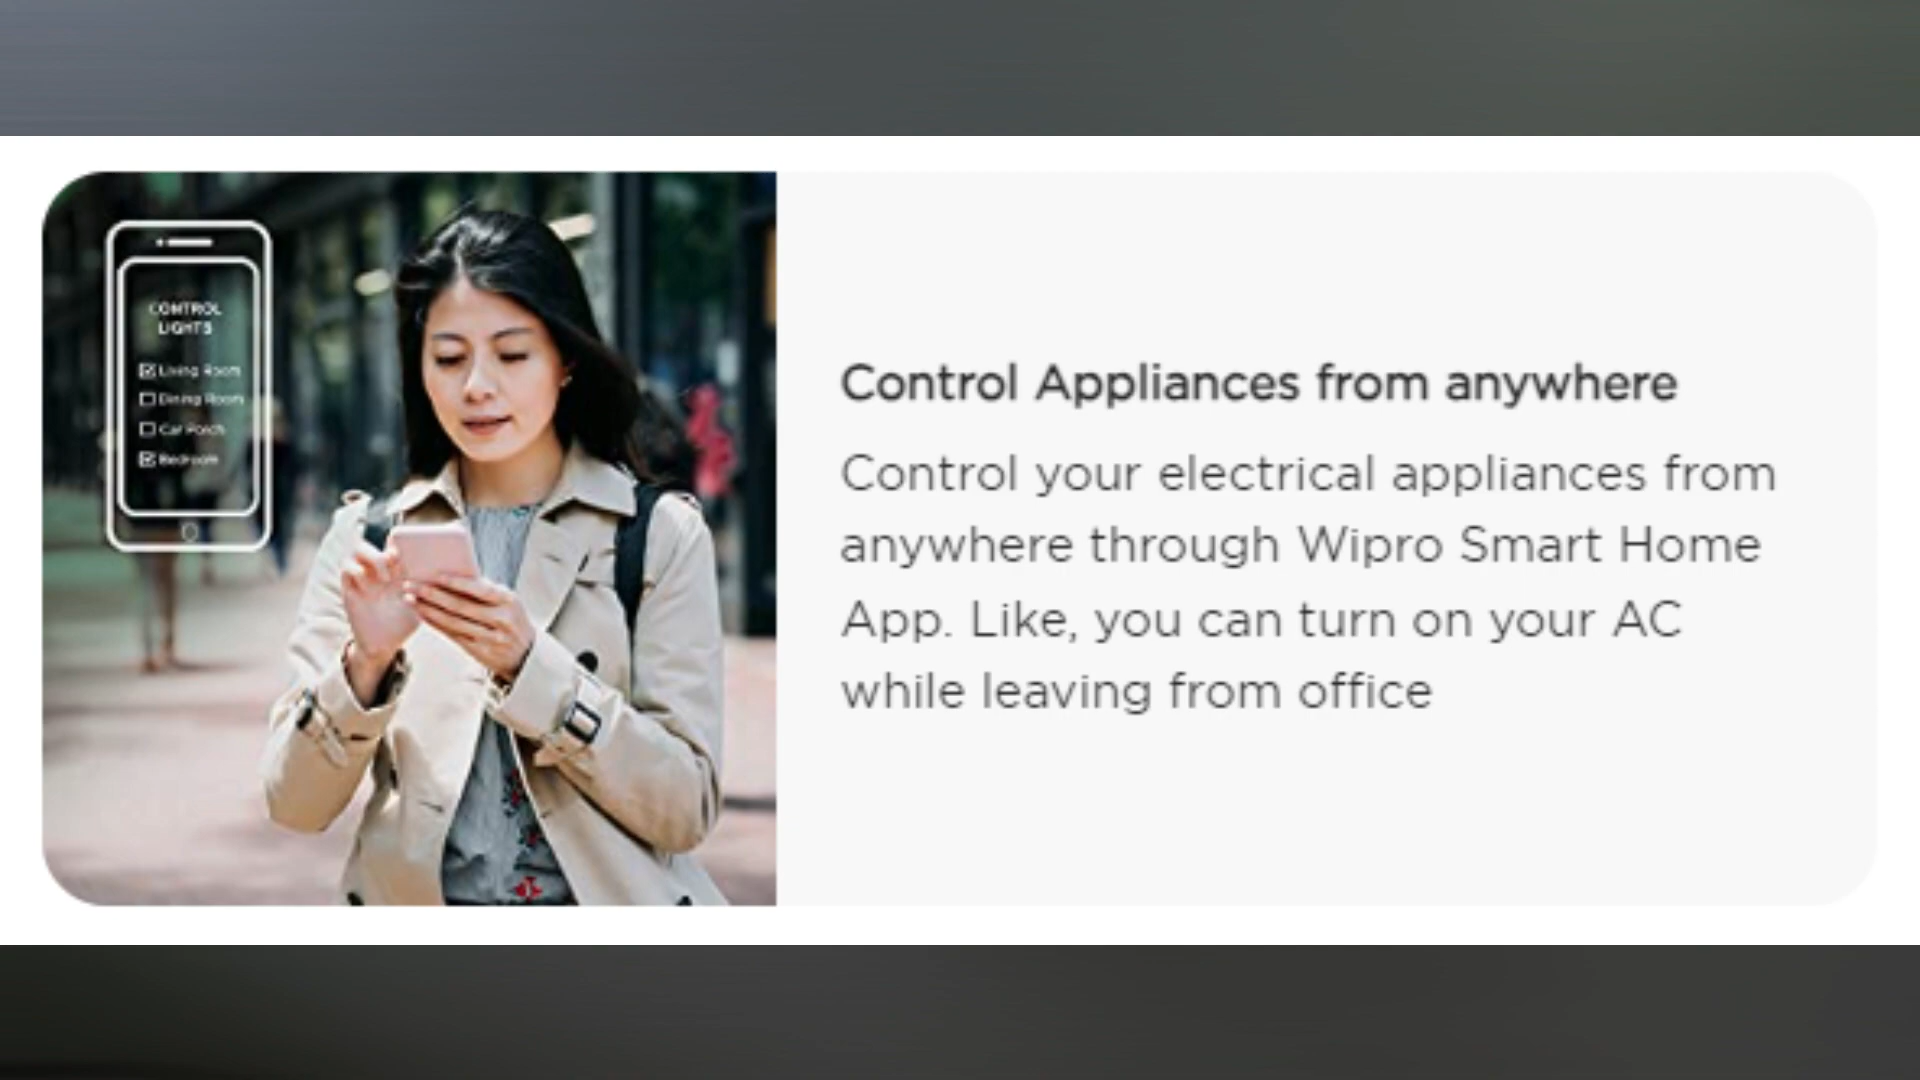 CONTROL
LIGHTS
Living Room
Dining Room
Car Porch
Bedroom
Control Appliances from anywhere
Control your electrical appliances from
anywhere through Wipro Smart Home
App. Like, you can turn on your AC
while leaving from office